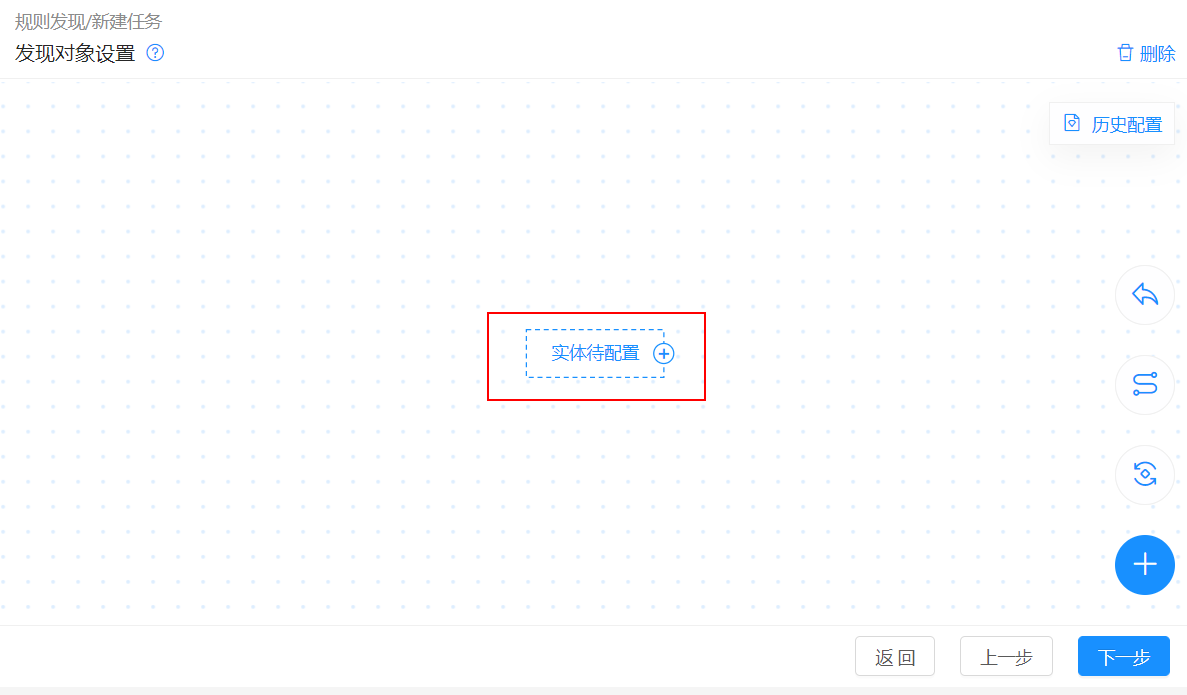 规则发现/新建任务
发现对象设置
删除
历史配置
实体待配置
返 回
上一步
下一步